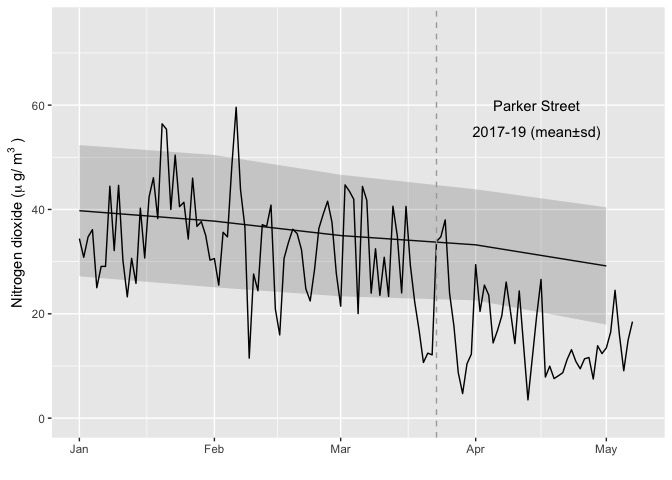 Nitrogen dioxide (μ g/ m³ )
60
40
20
0
Parker Street
2017-19 (mean±sd)
Jan
Feb
Mar
Apr
May